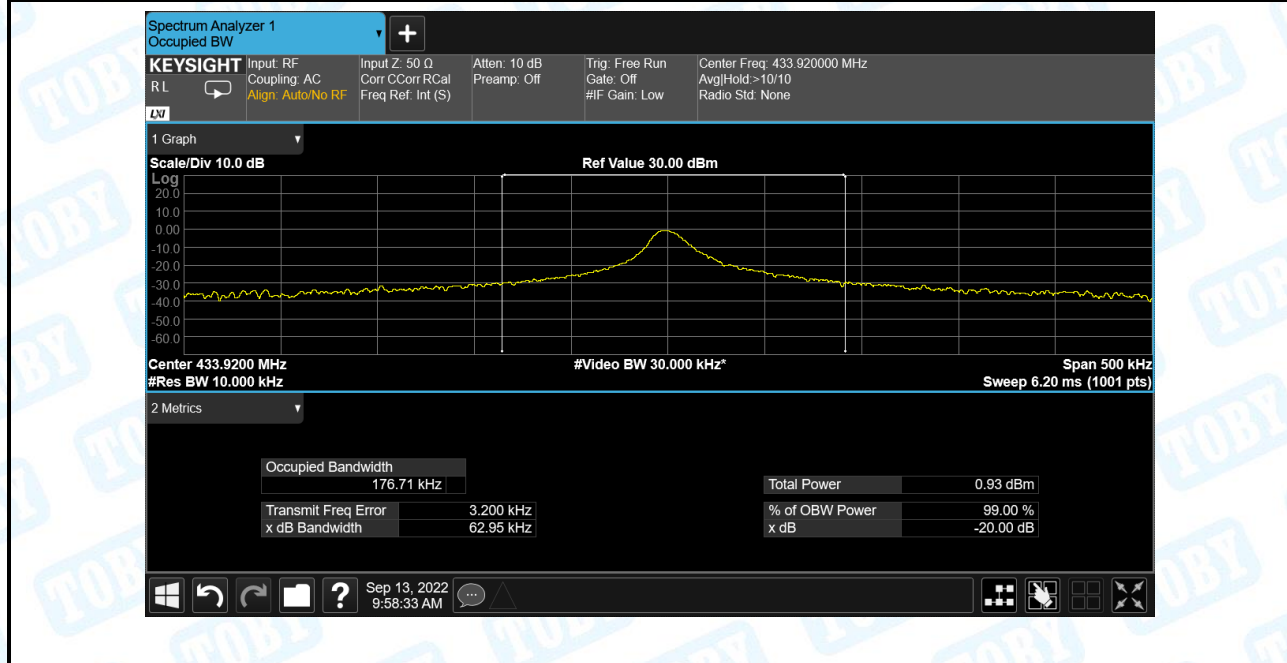 Spectrum Analyzer 1
Occupied BW
KEYSIGHT
R L
LXI
Input: RF
Coupling: AC
Align: Auto/No RF
Input Z: 50 Ω
Corr CCorr RCal
Freq Ref: Int (S)
Atten: 10 dB
Preamp: Off
Trig: Free Run
Gate: Off
#IF Gain: Low
Center Freq: 433.920000 MHz
Avg|Hold:>10/10
Radio Std: None
1 Graph
Scale/Div 10.0 dB
Ref Value 30.00 dBm
Log
20.0
10.0
0.00
-10.0
-20.0
-30.0
-40.0
-50.0
-60.0
Center 433.9200 MHz
#Video BW 30.000 kHz*
Span 500 kHz
#Res BW 10.000 kHz
Sweep 6.20 ms (1001 pts)
2 Metrics
Occupied Bandwidth
176.71 kHz
Total Power 0.93 dBm
Transmit Freq Error 3.200 kHz
% of OBW Power 99.00 %
x dB Bandwidth 62.95 kHz
x dB -20.00 dB
?
Sep 13, 2022
9:58:33 AM
TOBY
TOBY
TOBY
TOBY
TOBY
TOBY
TOBY
TOBY